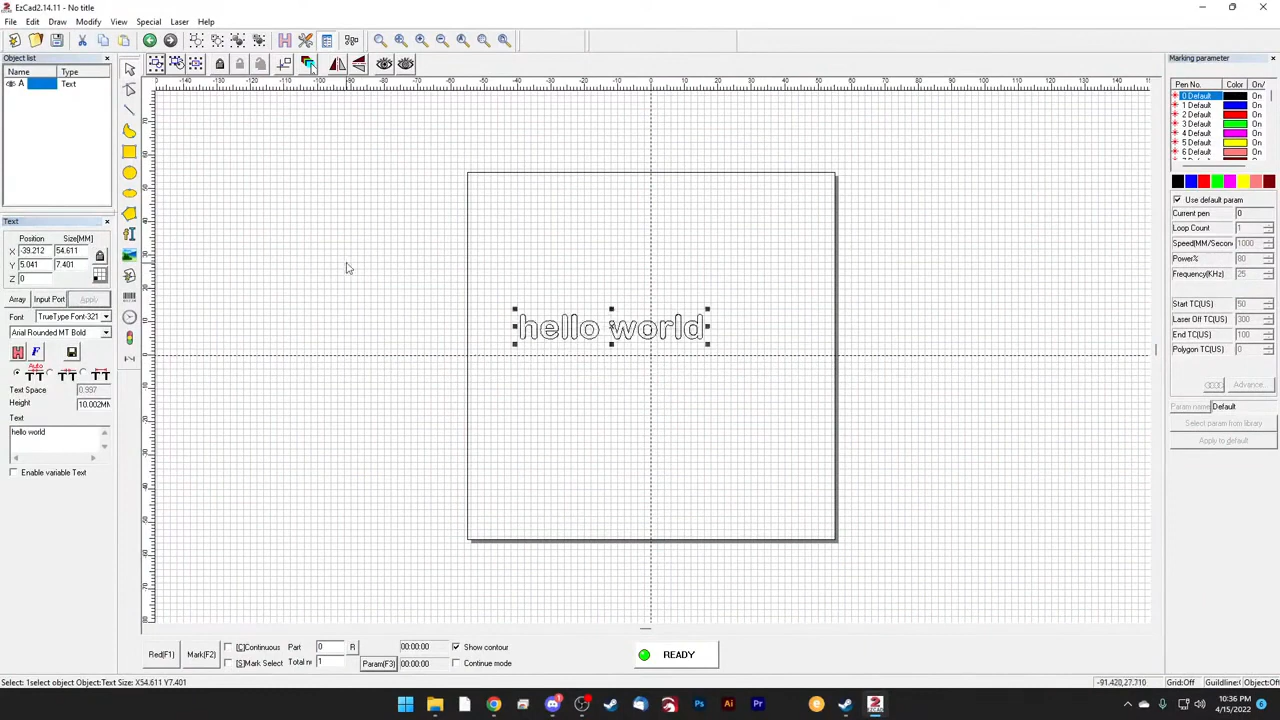 EzCad2.14.11 - No title
File Edit Draw Modify View Special Laser Help
Object list
Name Type
A Text
Text
Position Size[MM]
X -39.212 54.611
Y 5.041 7.401
Z 0
Array Input Port Apply
Font TrueType Font-321
Arial Rounded MT Bold
Auto
Text Space 0.997
Height 10.002MM
Text
hello world
Enable variable Text
hello world
Marking parameter
Pen No. Color On/
0 Default On
1 Default On
2 Default On
3 Default On
4 Default On
5 Default On
6 Default On
Use default param
Current pen 0
Loop Count 1
Speed(MM/Second 1000
Power% 80
Frequency(KHz) 25
Start TC(US) 50
Laser Off TC(US) 300
End TC(US) 100
Polygon TC(US) 0
Advance...
Param name Default
Select param from library
Apply to default
Red(F1) Mark(F2) [C]Continuous Part 0 R 00:00:00 Show contour READY
[S]Mark Select Total nu 1 Param(F3) 00:00:00 Continue mode
Select: 1select object Object:Text Size: X54.611 Y7.401
-91.420,27.710 Grid:Off Guildline: Object:Off
10:36 PM
4/15/2022